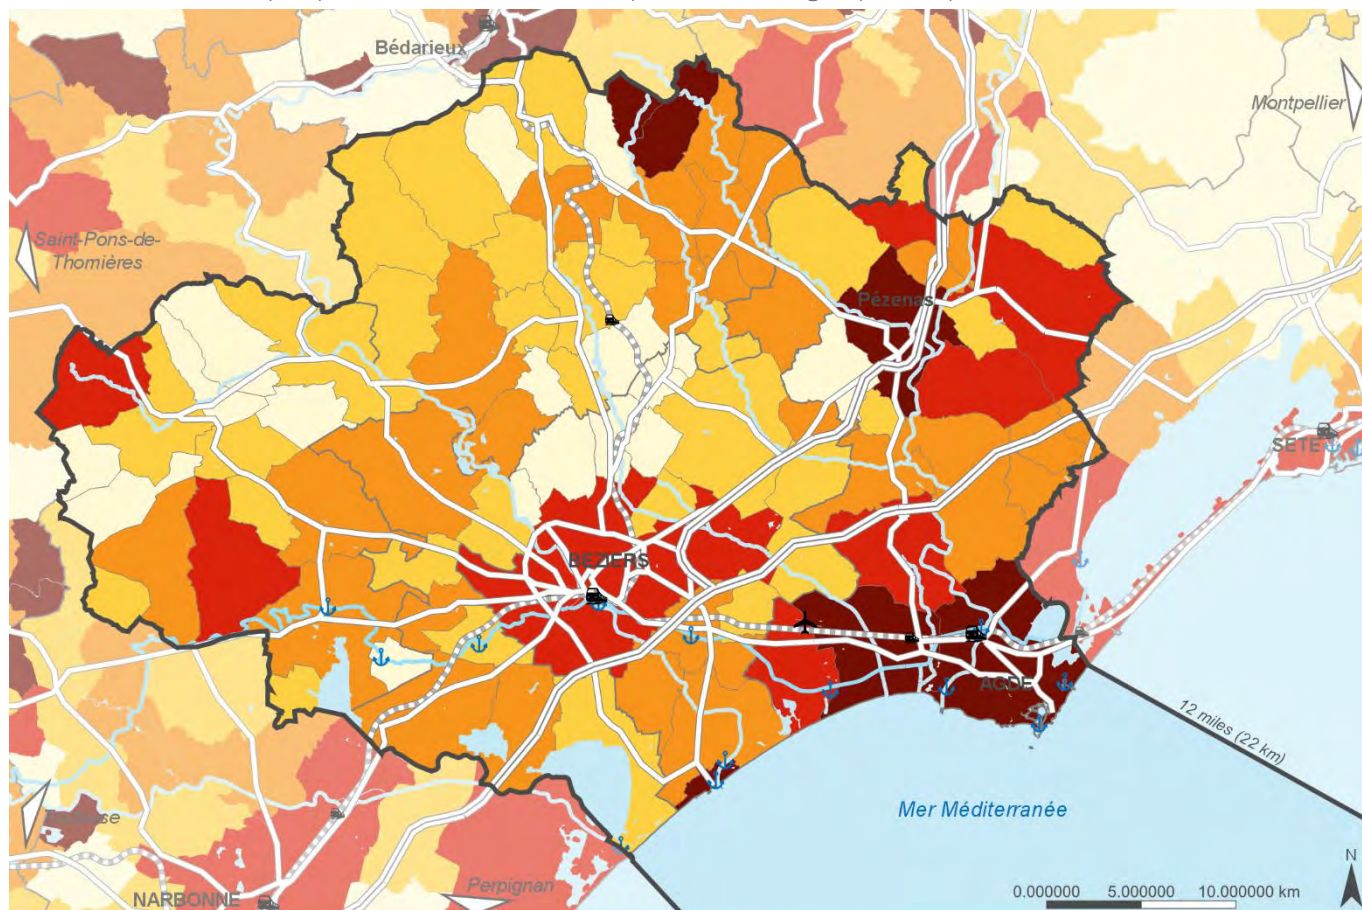 Bédarieux
Montpellier
Saint-Pons-de-
Thomières
Pézenas
SETE
BEZIERS
AGDE
12 miles (22 km)
Mer Méditerranée
Perpignan
NARBONNE
N
0.000000 5.000000 10.000000 km